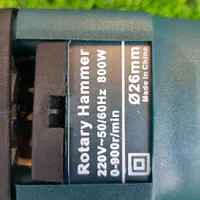 Rotary Hammer
220V~50/60Hz 800W
0-900r/min
Ø26mm
Made in China